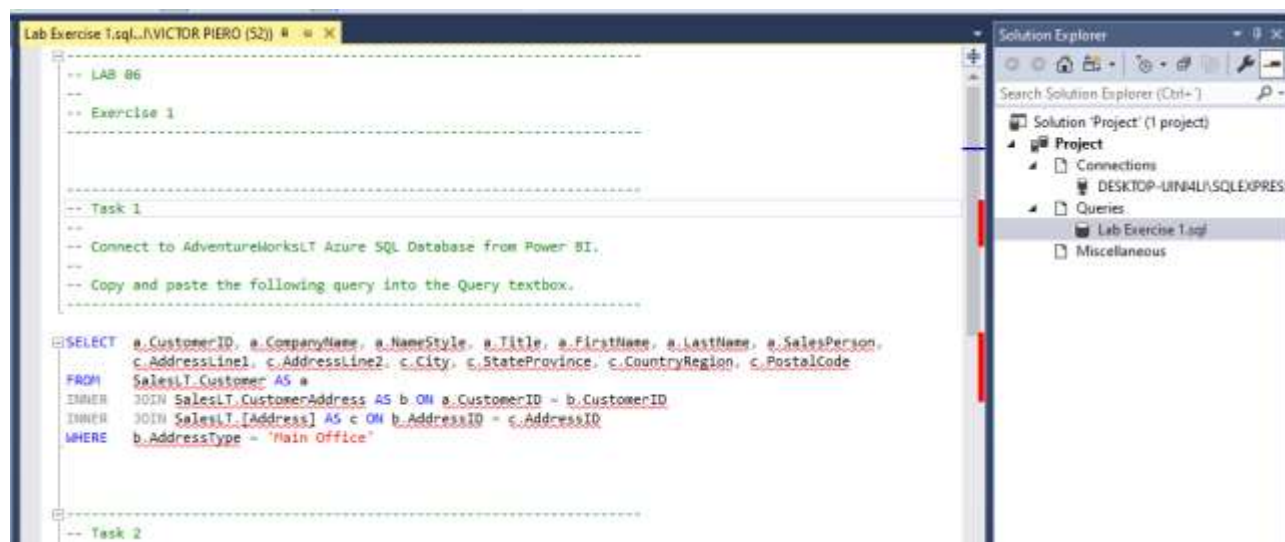 Lab Exercise 1.sql...I\VICTOR PIERO (52))
-- LAB 06
--
-- Exercise 1
-- Task 1
--
-- Connect to AdventureWorksLT Azure SQL Database from Power BI.
--
-- Copy and paste the following query into the Query textbox.
SELECT a.CustomerID, a.CompanyName, a.NameStyle, a.Title, a.FirstName, a.LastName, a.SalesPerson,
c.AddressLine1, c.AddressLine2, c.City, c.StateProvince, c.CountryRegion, c.PostalCode
FROM SalesLT.Customer AS a
INNER JOIN SalesLT.CustomerAddress AS b ON a.CustomerID = b.CustomerID
INNER JOIN SalesLT.[Address] AS c ON b.AddressID = c.AddressID
WHERE b.AddressType = 'Main Office'
-- Task 2
Solution Explorer
Search Solution Explorer (Ctrl+´)
Solution 'Project' (1 project)
Project
Connections
DESKTOP-UINI4LI\SQLEXPRES
Queries
Lab Exercise 1.sql
Miscellaneous